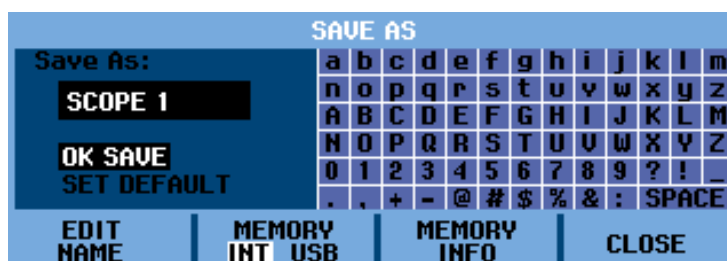 SAVE AS
Save As:
SCOPE 1
OK SAVE
SET DEFAULT
a b c d e f g h i j k l m
n o p q r s t u v w x y z
A B C D E F G H I J K L M
N O P Q R S T U V W X Y Z
0 1 2 3 4 5 6 7 8 9 ? ! _
. , + - @ # $ % & : SPACE
EDIT
NAME
MEMORY
INT USB
MEMORY
INFO
CLOSE